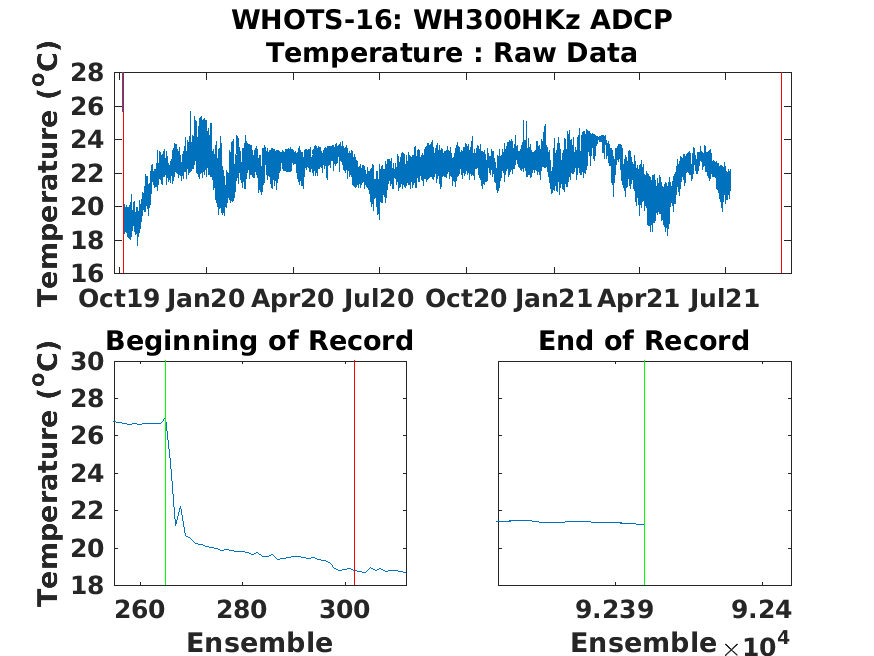 WHOTS-16: WH300HKz ADCP
Temperature : Raw Data
Temperature (°C)
28
26
24
22
20
18
16
Oct19 Jan20 Apr20 Jul20 Oct20 Jan21 Apr21 Jul21
Beginning of Record
Temperature (°C)
30
28
26
24
22
20
18
260 280 300
Ensemble
End of Record
9.239 9.24
Ensemble ×10⁴